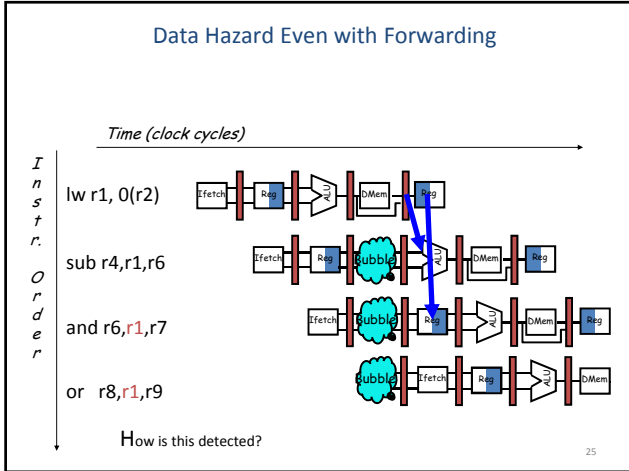 Data Hazard Even with Forwarding
Time (clock cycles)
Instr. Order
lw r1, 0(r2)
Ifetch Reg ALU DMem Reg
sub r4,r1,r6
Ifetch Reg Bubble ALU DMem Reg
and r6,r1,r7
Ifetch Bubble Reg ALU DMem Reg
or r8,r1,r9
Bubble Ifetch Reg ALU DMem
How is this detected?
25